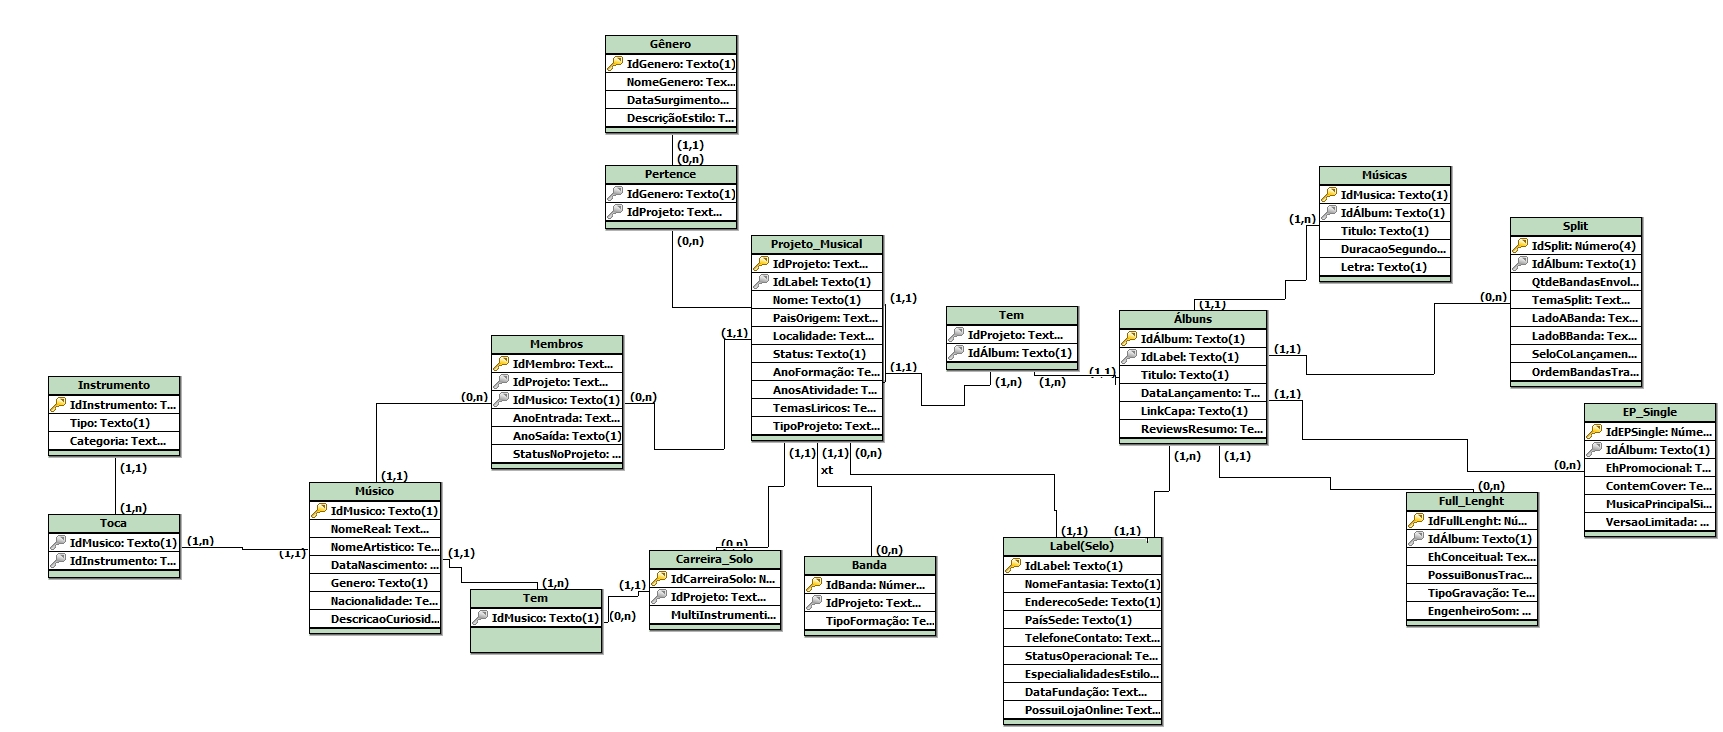 Gênero
IdGenero: Texto(1)
NomeGenero: Tex...
DataSurgimento...
DescriçãoEstilo: T...
(1,1)
(0,n)
Pertence
IdGenero: Texto(1)
IdProjeto: Text...
(0,n)
Projeto_Musical
IdProjeto: Text...
IdLabel: Texto(1)
Nome: Texto(1)
PaisOrigem: Text...
Localidade: Text...
Status: Texto(1)
AnoFormação: Te...
AnosAtividade: T...
TemasLiricos: Te...
TipoProjeto: Text...
(1,1)
(1,1)
(1,1)
(1,1)
(1,1)
(0,n)
xt
Membros
IdMembro: Text...
IdProjeto: Text...
IdMusico: Texto(1)
AnoEntrada: Text...
AnoSaída: Texto(1)
StatusNoProjeto: ...
(0,n)
(0,n)
Instrumento
IdInstrumento: T...
Tipo: Texto(1)
Categoria: Text...
(1,1)
(1,n)
Toca
IdMusico: Texto(1)
IdInstrumento: T...
(1,n)
(1,1)
(1,1)
Músico
IdMusico: Texto(1)
NomeReal: Text...
NomeArtistico: Te...
DataNascimento: ...
Genero: Texto(1)
Nacionalidade: Te...
DescricaoCuriosid...
(1,1)
(1,n)
Tem
IdMusico: Texto(1)
(0,n)
(1,1)
(0,n)
Carreira_Solo
IdCarreiraSolo: N...
IdProjeto: Text...
MultiInstrumenti...
(0,n)
Banda
IdBanda: Númer...
IdProjeto: Text...
TipoFormação: Te...
Tem
IdProjeto: Text...
IdÁlbum: Texto(1)
(1,n)
(1,n)
(1,1)
(1,1)
Álbuns
IdÁlbum: Texto(1)
IdLabel: Texto(1)
Titulo: Texto(1)
DataLançamento: T...
LinkCapa: Texto(1)
ReviewsResumo: Te...
(1,1)
(1,1)
(1,n)
(1,1)
(1,1)
(1,1)
Label(Selo)
IdLabel: Texto(1)
NomeFantasia: Texto(1)
EnderecoSede: Texto(1)
PaísSede: Texto(1)
TelefoneContato: Text...
StatusOperacional: Te...
EspecialialidadesEstilo...
DataFundação: Text...
PossuiLojaOnline: Text...
(1,n)
Músicas
IdMusica: Texto(1)
IdÁlbum: Texto(1)
Titulo: Texto(1)
DuracaoSegundo...
Letra: Texto(1)
(0,n)
Split
IdSplit: Número(4)
IdÁlbum: Texto(1)
QtdeBandasEnvol...
TemaSplit: Text...
LadoABanda: Tex...
LadoBBanda: Tex...
SeloCoLançamen...
OrdemBandasTra...
(0,n)
EP_Single
IdEPSingle: Núme...
IdÁlbum: Texto(1)
EhPromocional: T...
ContemCover: Te...
MusicaPrincipalSi...
VersaoLimitada: ...
(0,n)
Full_Lenght
IdFullLenght: Nú...
IdÁlbum: Texto(1)
EhConceitual: Tex...
PossuiBonusTrac...
TipoGravação: Te...
EngenheiroSom: ...